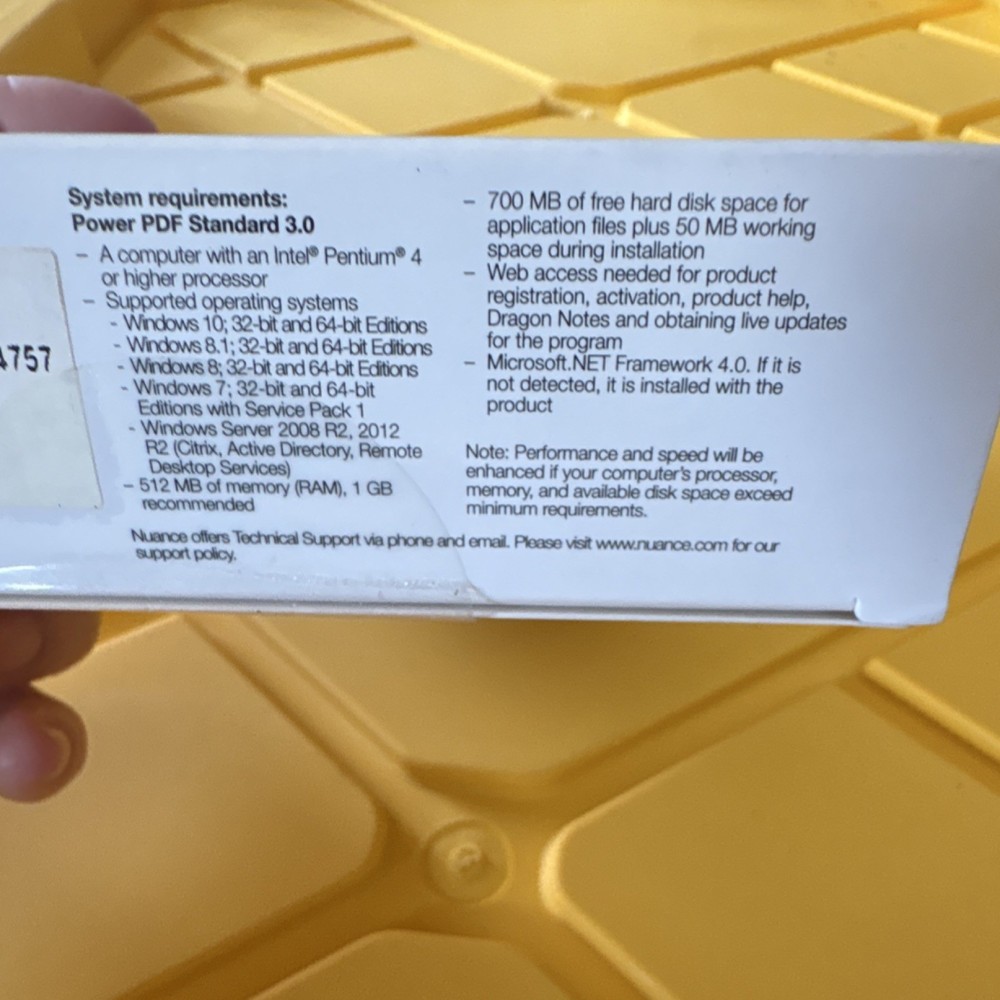 System requirements:
Power PDF Standard 3.0
– A computer with an Intel® Pentium® 4
or higher processor
– Supported operating systems
- Windows 10; 32-bit and 64-bit Editions
- Windows 8.1; 32-bit and 64-bit Editions
- Windows 8; 32-bit and 64-bit Editions
- Windows 7; 32-bit and 64-bit
Editions with Service Pack 1
- Windows Server 2008 R2, 2012
R2 (Citrix, Active Directory, Remote
Desktop Services)
– 512 MB of memory (RAM), 1 GB
recommended
– 700 MB of free hard disk space for
application files plus 50 MB working
space during installation
– Web access needed for product
registration, activation, product help,
Dragon Notes and obtaining live updates
for the program
– Microsoft.NET Framework 4.0. If it is
not detected, it is installed with the
product
Note: Performance and speed will be
enhanced if your computer's processor,
memory, and available disk space exceed
minimum requirements.
Nuance offers Technical Support via phone and email. Please visit www.nuance.com for our
support policy.